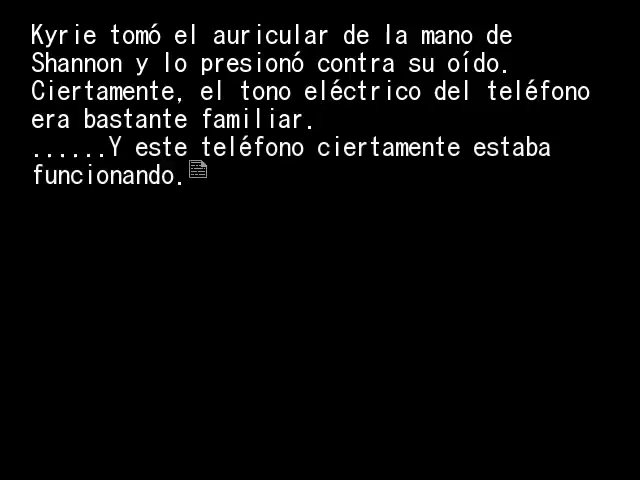 Kyrie tomó el auricular de la mano de
Shannon y lo presionó contra su oído.
Ciertamente, el tono eléctrico del teléfono
era bastante familiar.
......Y este teléfono ciertamente estaba
funcionando.